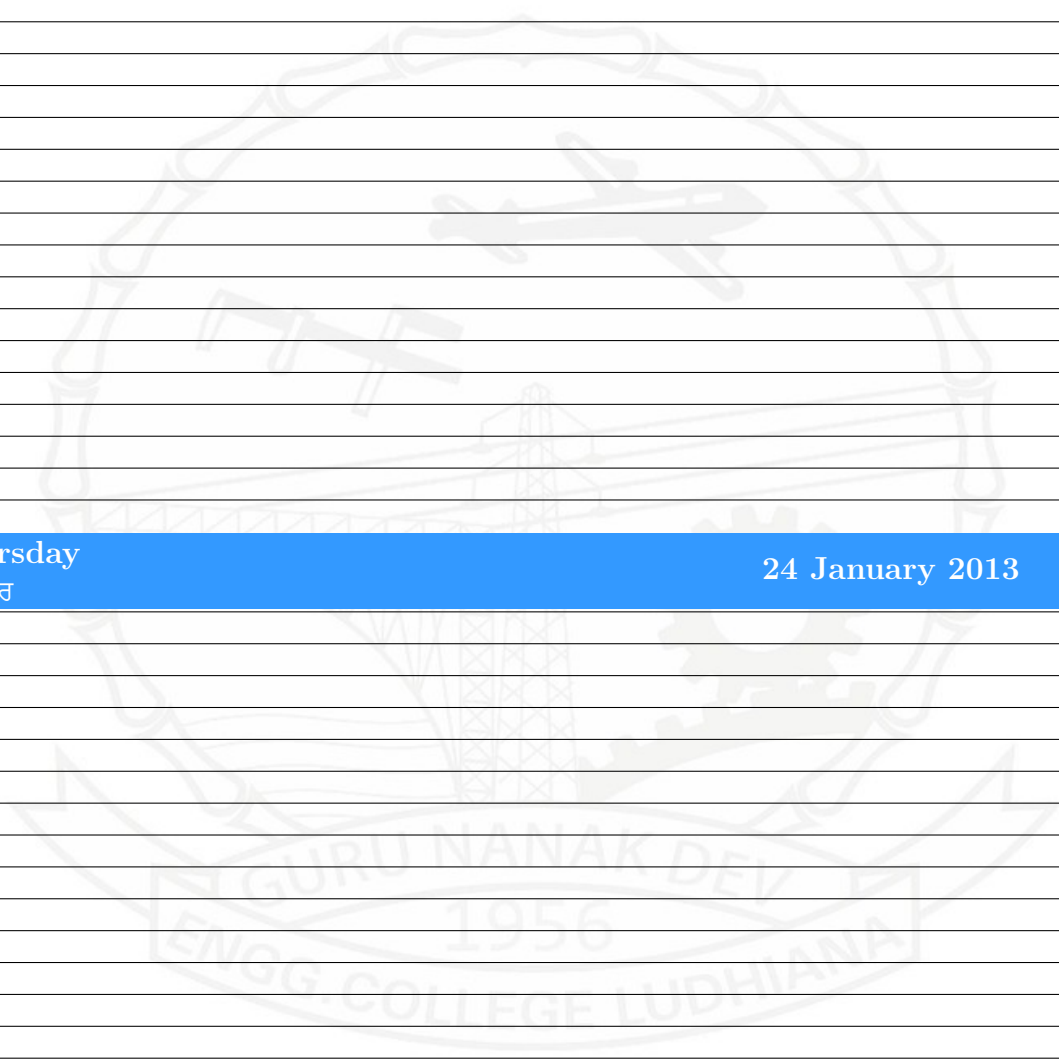 rsday
ਰ
24 January 2013
GURU NANAK DEV
1956
ENGG.COLLEGE LUDHIANA